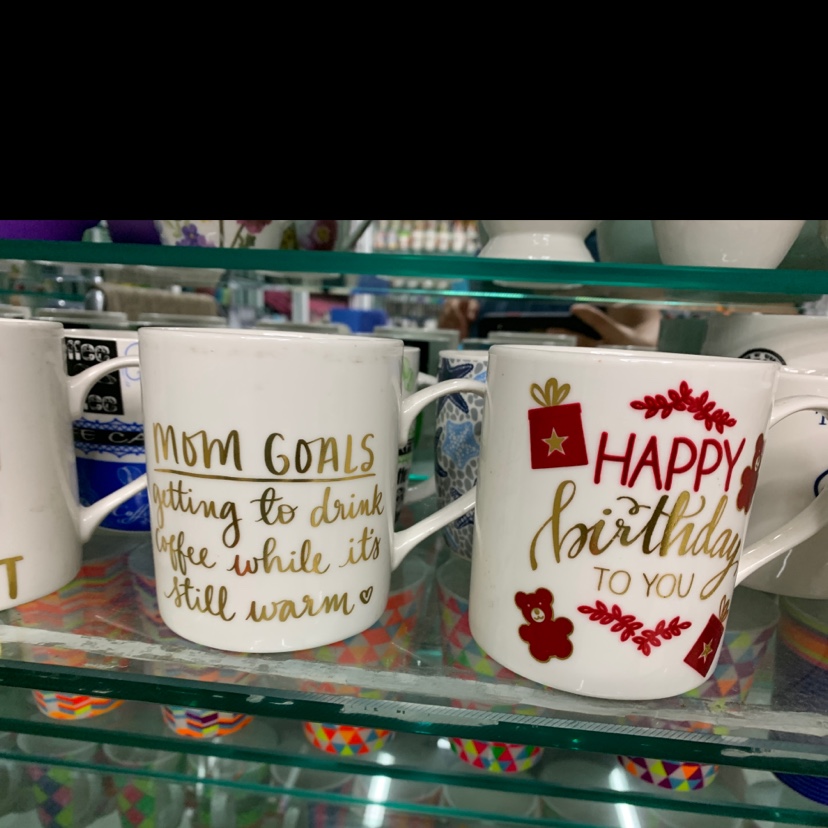 MOM GOALS
getting to drink
coffee while it's
still warm
HAPPY
birthday
TO YOU
T